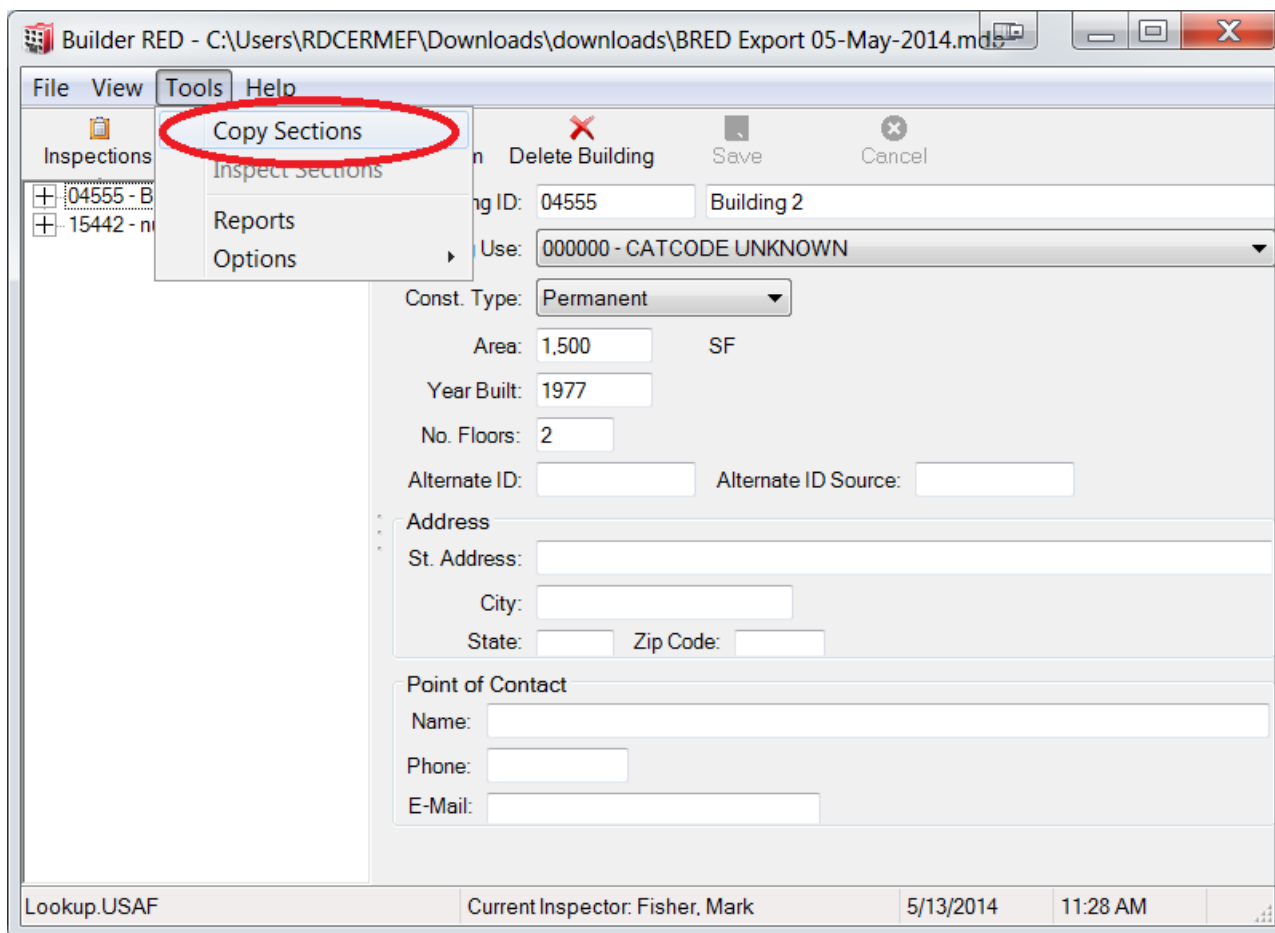 Builder RED - C:\Users\RDCERMEF\Downloads\downloads\BRED Export 05-May-2014.mdb
File View Tools Help
Copy Sections
Inspect Sections
Reports
Options
Inspections Delete Building Save Cancel
04555 - B
15442 -
ng ID: 04555 Building 2
Use: 000000 - CATCODE UNKNOWN
Const. Type: Permanent
Area: 1,500 SF
Year Built: 1977
No. Floors: 2
Alternate ID: Alternate ID Source:
Address
St. Address:
City:
State: Zip Code:
Point of Contact
Name:
Phone:
E-Mail:
Lookup.USAF Current Inspector: Fisher, Mark 5/13/2014 11:28 AM